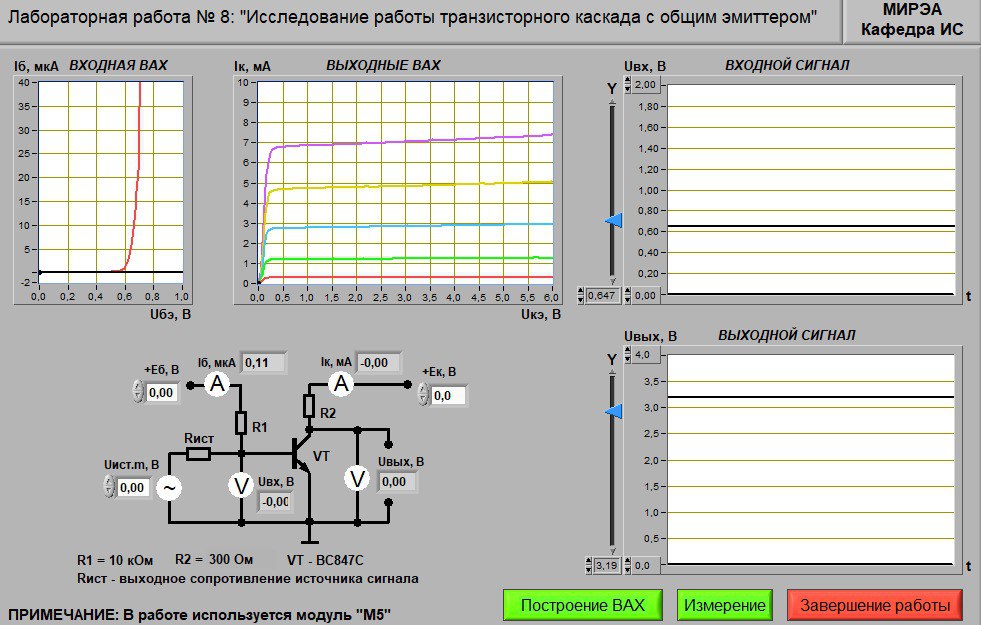 Лабораторная работа № 8: "Исследование работы транзисторного каскада с общим эмиттером"
МИРЭА
Кафедра ИС
Iб, мкА ВХОДНАЯ ВАХ
40
35
30
25
20
15
10
5
-2
0,0 0,2 0,4 0,6 0,8 1,0
Uбэ, В
Iк, мА ВЫХОДНЫЕ ВАХ
10
9
8
7
6
5
4
3
2
1
0
0,0 0,5 1,0 1,5 2,0 2,5 3,0 3,5 4,0 4,5 5,0 5,5 6,0
Uкэ, В
Uвх, В ВХОДНОЙ СИГНАЛ
Y
2,00
1,80
1,60
1,40
1,20
1,00
0,80
0,60
0,40
0,20
0,647 0,00 t
Uвых, В ВЫХОДНОЙ СИГНАЛ
Y
4,0
3,5
3,0
2,5
2,0
1,5
1,0
0,5
3,19 0,0 t
Iб, мкА 0,11
Iк, мА -0,00
+Еб, В
0,00
A
A
+Ек, В
0,0
R1
R2
Rист
VT
Uист.m, В
0,00
~
V
Uвх, В
-0,00
V
Uвых, В
0,00
R1 = 10 кОм R2 = 300 Ом VT - BC847C
Rист - выходное сопротивление источника сигнала
ПРИМЕЧАНИЕ: В работе используется модуль "М5"
Построение ВАХ
Измерение
Завершение работы